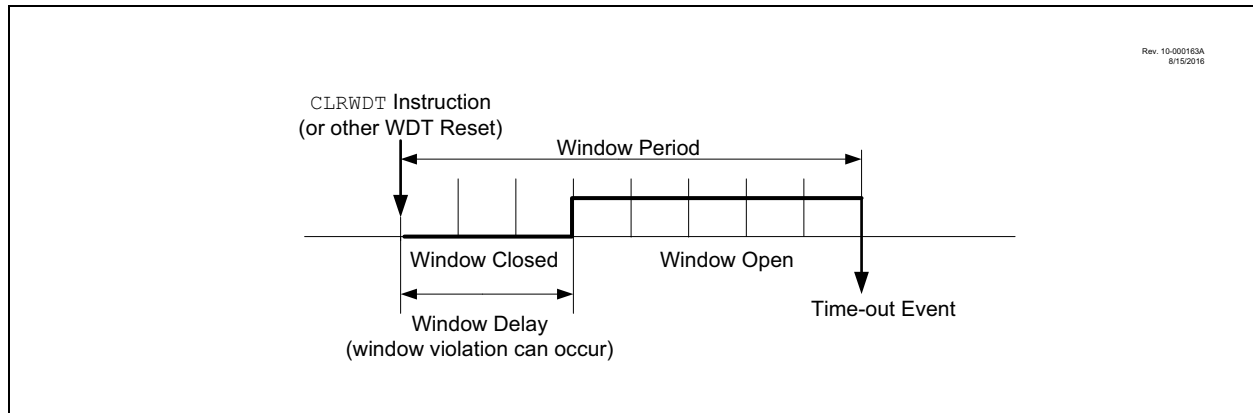 Rev. 10-000163A
8/15/2016
CLRWDT Instruction
(or other WDT Reset)
Window Period
Window Closed
Window Open
Window Delay
(window violation can occur)
Time-out Event